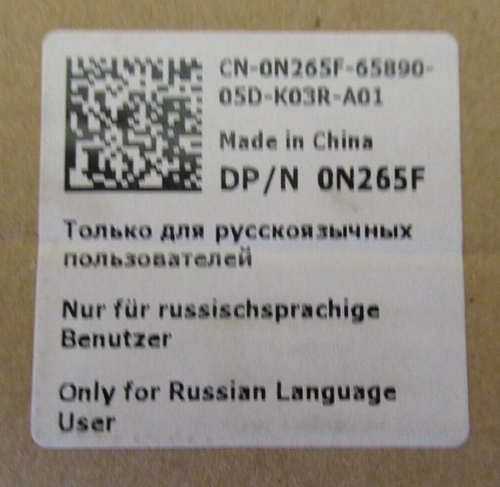 CN-0N265F-65890-
05D-K03R-A01
Made in China
DP/N 0N265F
Только для русскоязычных
пользователей
Nur für russischsprachige
Benutzer
Only for Russian Language
User